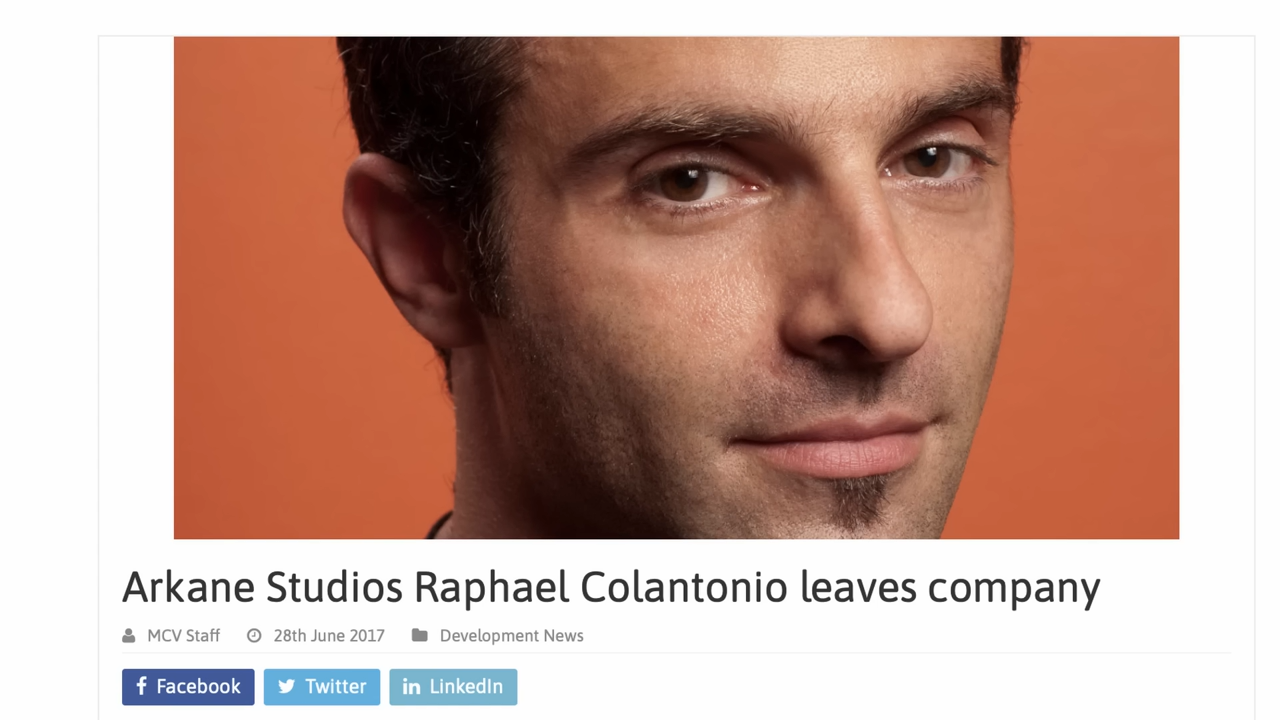 Arkane Studios Raphael Colantonio leaves company
MCV Staff 28th June 2017 Development News
Facebook Twitter LinkedIn